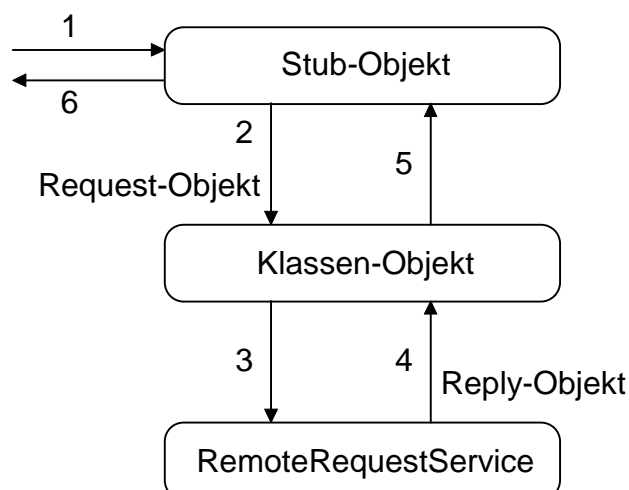 1
Stub-Objekt
6
2
5
Request-Objekt
Klassen-Objekt
3
4
Reply-Objekt
RemoteRequestService